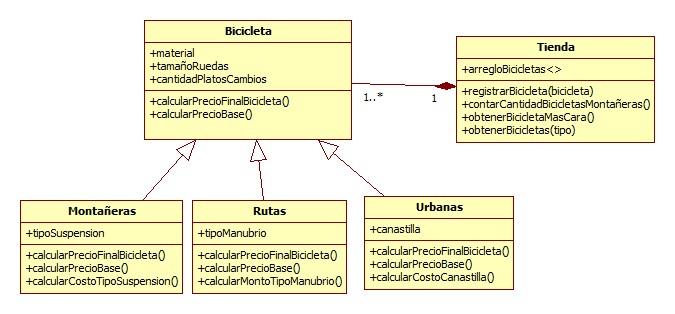 Bicicleta
+material
+tamañoRuedas
+cantidadPlatosCambios
+calcularPrecioFinalBicicleta()
+calcularPrecioBase()
1..*
1
Tienda
+arregloBicicletas<>
+registrarBicicleta(bicicleta)
+contarCantidadBicicletasMontañeras()
+obtenerBicicletaMasCara()
+obtenerBicicletas(tipo)
Montañeras
+tipoSuspension
+calcularPrecioFinalBicicleta()
+calcularPrecioBase()
+calcularCostoTipoSuspension()
Rutas
+tipoManubrio
+calcularPrecioFinalBicicleta()
+calcularPrecioBase()
+calcularMontoTipoManubrio()
Urbanas
+canastilla
+calcularPrecioFinalBicicleta()
+calcularPrecioBase()
+calcularCostoCanastilla()